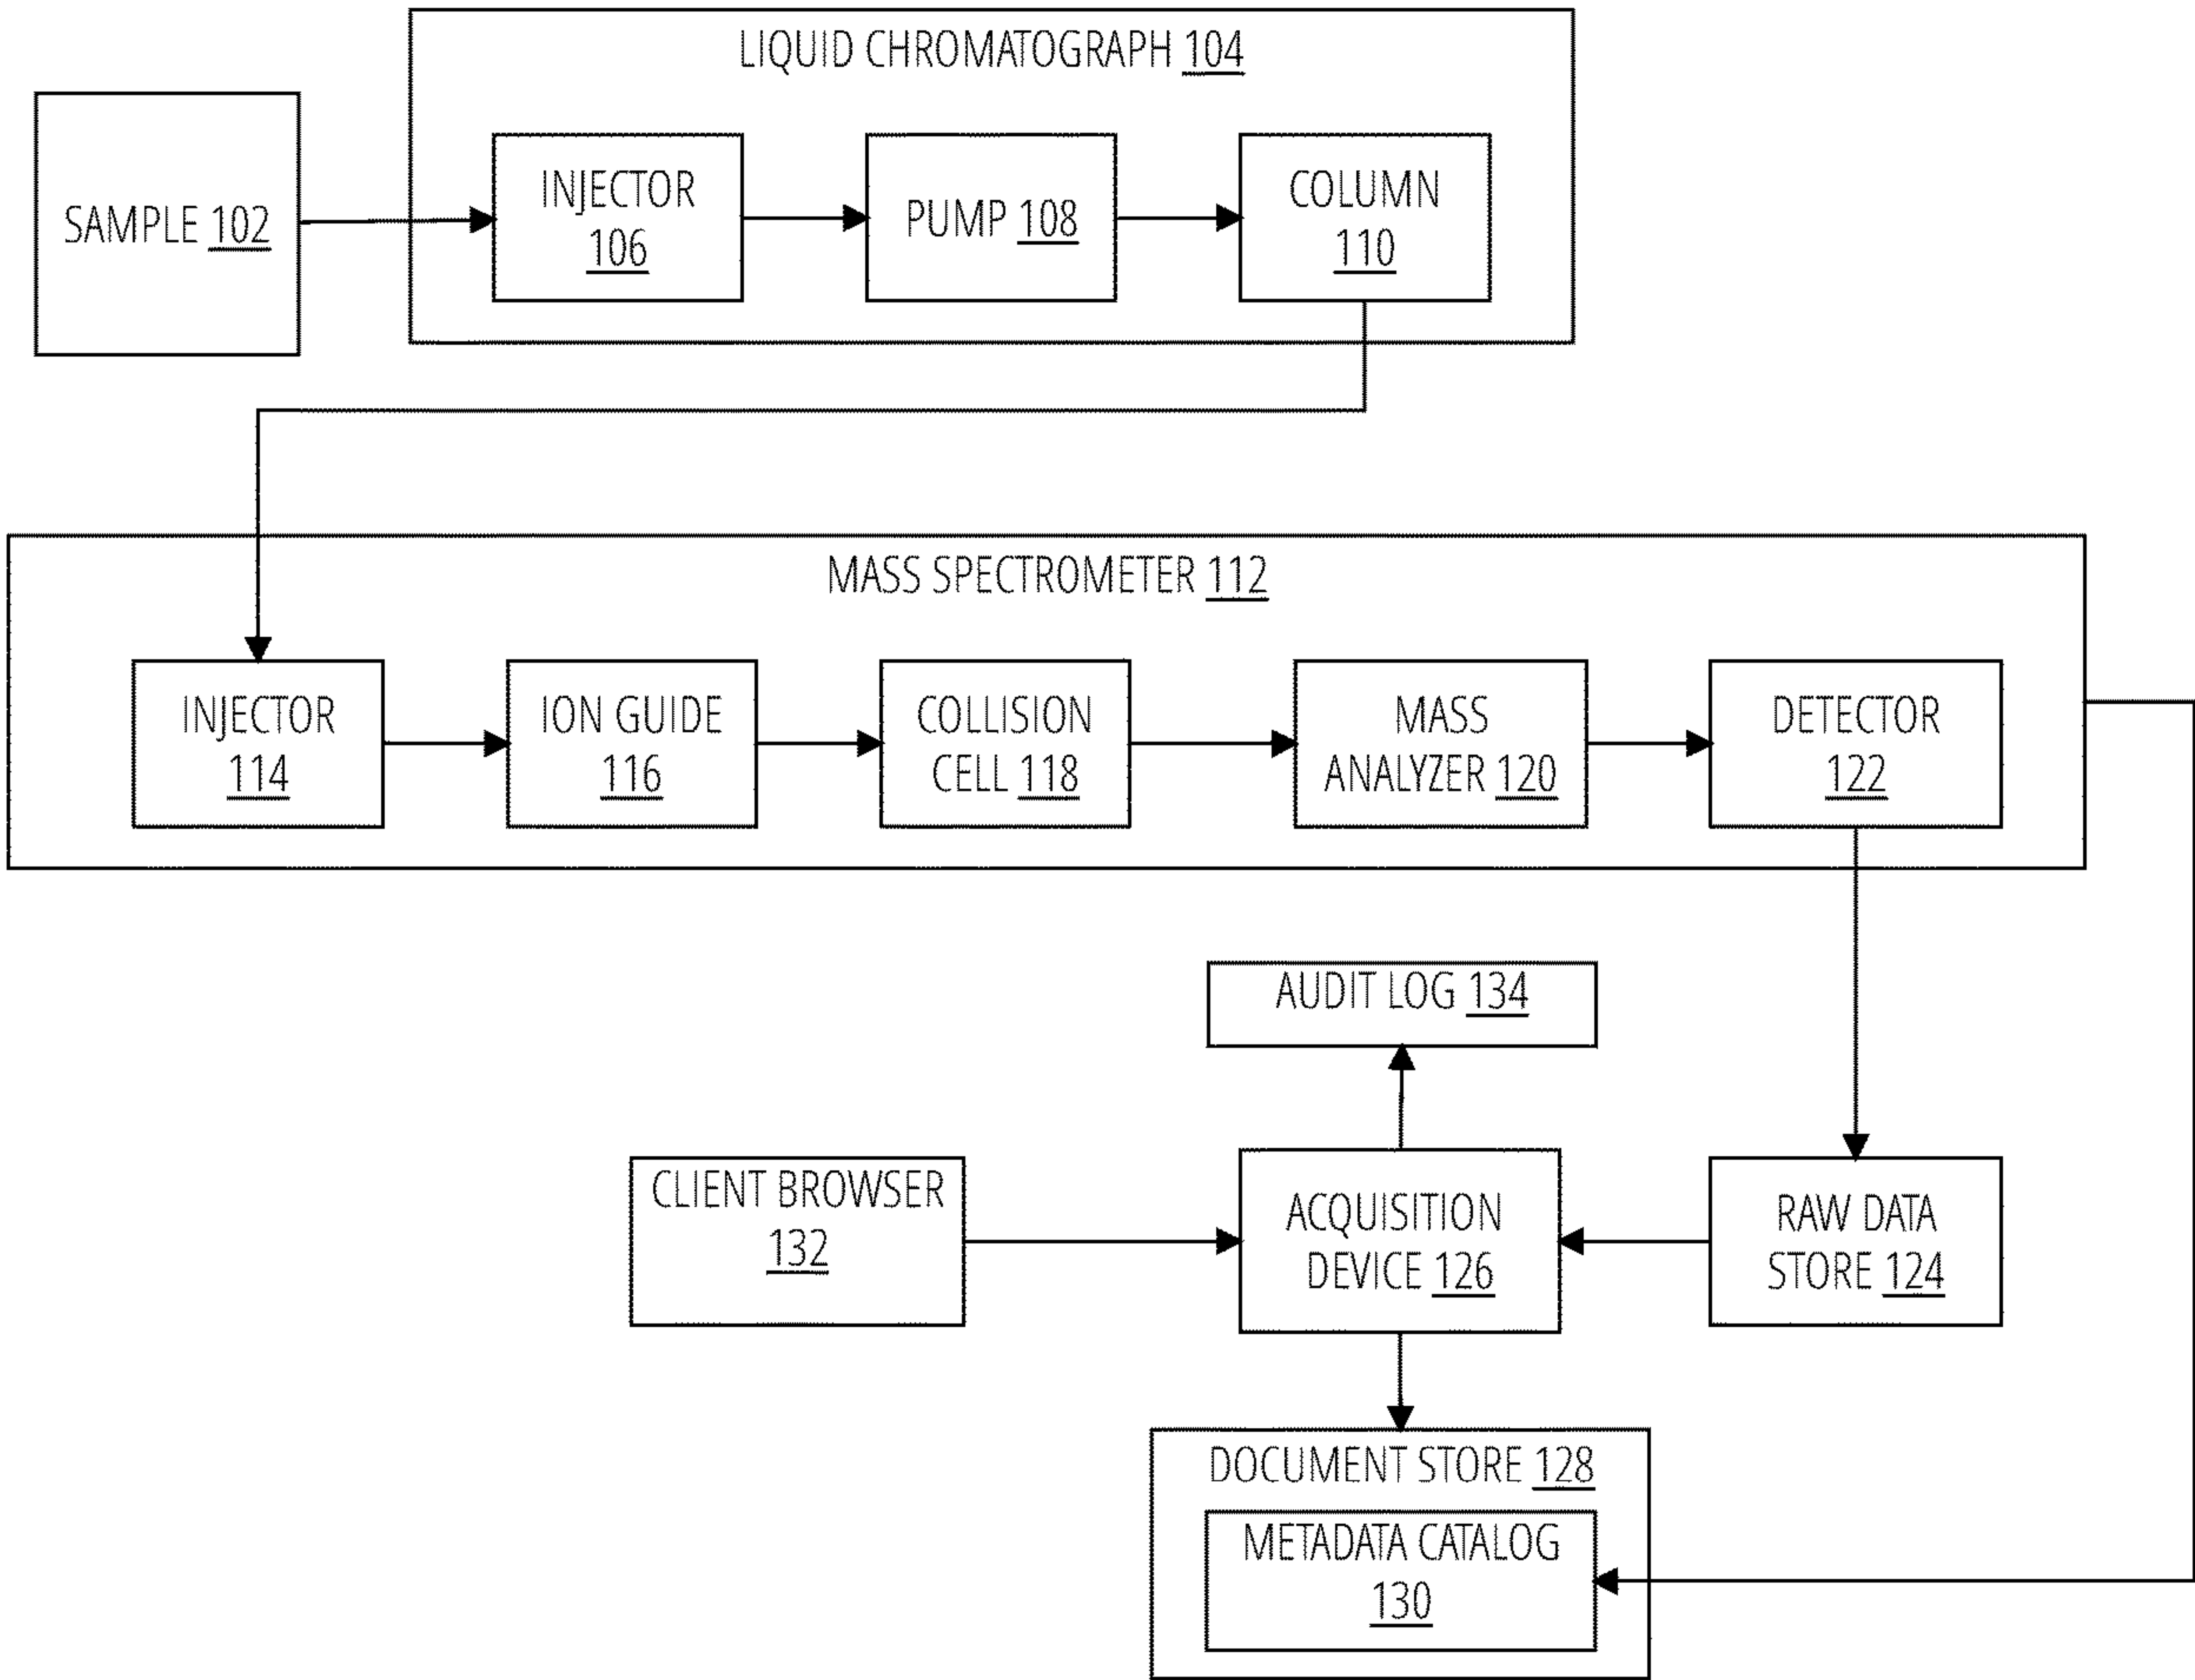 LIQUID CHROMATOGRAPH 104
SAMPLE 102
INJECTOR
106
PUMP 108
COLUMN
110
MASS SPECTROMETER 112
INJECTOR
114
ION GUIDE
116
COLLISION
CELL 118
MASS
ANALYZER 120
DETECTOR
122
AUDIT LOG 134
CLIENT BROWSER
132
ACQUISITION
DEVICE 126
RAW DATA
STORE 124
DOCUMENT STORE 128
METADATA CATALOG
130